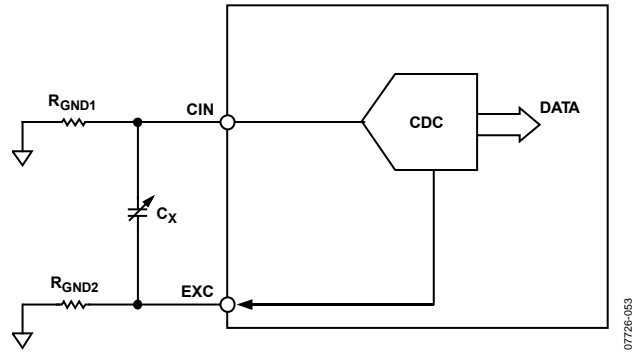 R_GND1
CIN
CDC
DATA
C_X
R_GND2
EXC
07726-053